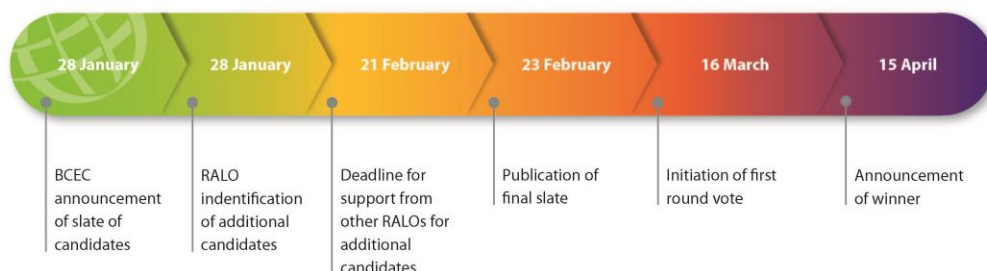 28 January
28 January
21 February
23 February
16 March
15 April
BCEC
announcement
of slate of
candidates
RALO
indentification
of additional
candidates
Deadline for
support from
other RALOs for
additional
candidates
Publication of
final slate
Initiation of first
round vote
Announcement
of winner